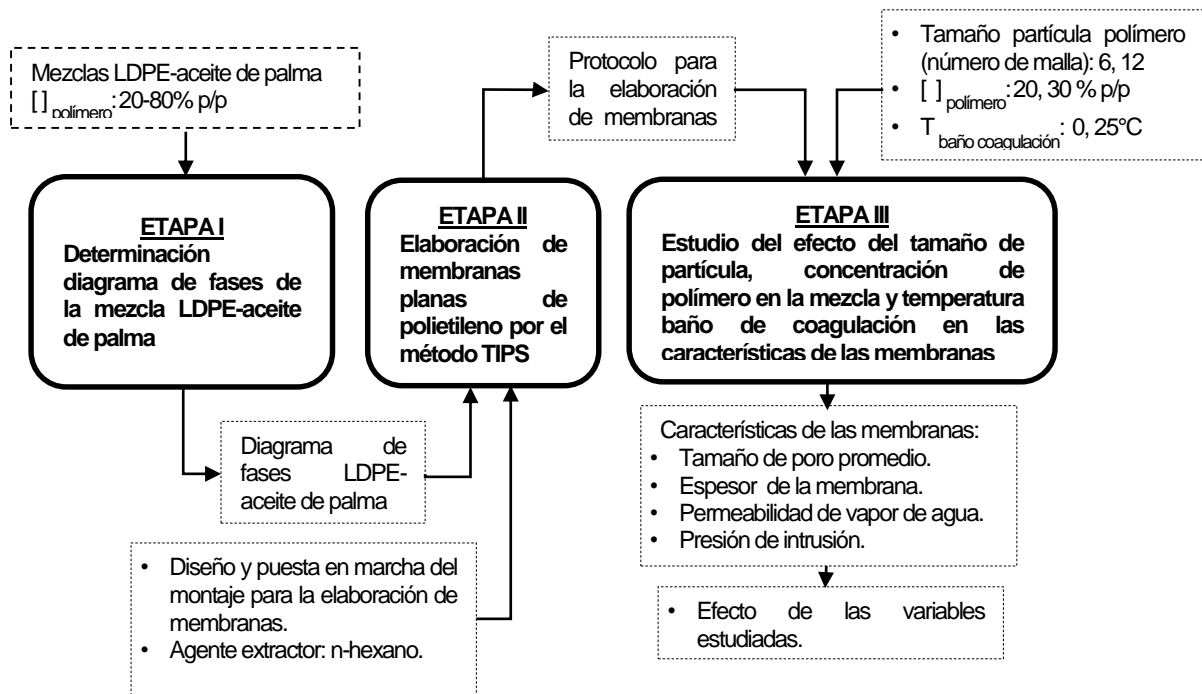 Mezclas LDPE-aceite de palma
[ ] polímero: 20-80% p/p
Protocolo para
la elaboración
de membranas
• Tamaño partícula polímero
(número de malla): 6, 12
• [ ] polímero: 20, 30 % p/p
• T baño coagulación: 0, 25°C
ETAPA I
Determinación
diagrama de fases de
la mezcla LDPE-aceite
de palma
ETAPA II
Elaboración de
membranas
planas de
polietileno por el
método TIPS
ETAPA III
Estudio del efecto del tamaño de
partícula, concentración de
polímero en la mezcla y temperatura
baño de coagulación en las
características de las membranas
Diagrama de
fases LDPE-
aceite de palma
Características de las membranas:
• Tamaño de poro promedio.
• Espesor de la membrana.
• Permeabilidad de vapor de agua.
• Presión de intrusión.
• Diseño y puesta en marcha del
montaje para la elaboración de
membranas.
• Agente extractor: n-hexano.
• Efecto de las variables
estudiadas.